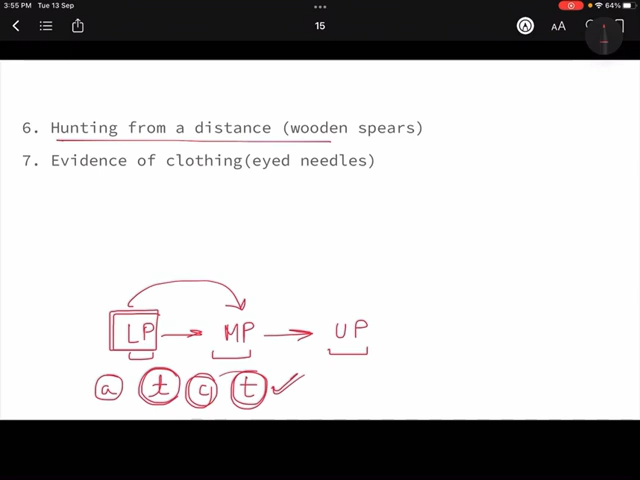 3:55 PM Tue 13 Sep
64%
15
AA
6. Hunting from a distance (wooden spears)
7. Evidence of clothing(eyed needles)
LP → MP → UP
a t c t ✓